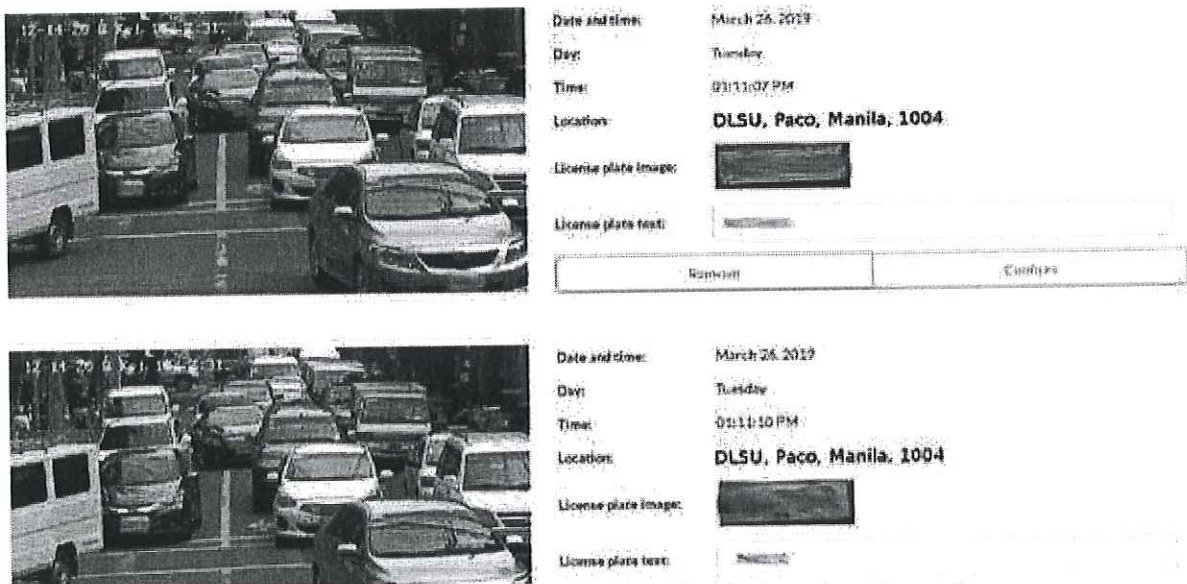 Date and time: March 26, 2019
Day: Tuesday
Time: 01:11:07 PM
Location: DLSU, Paco, Manila, 1004
License plate image:
License plate text:
Remove Confirm
Date and time: March 26, 2019
Day: Tuesday
Time: 01:11:10 PM
Location: DLSU, Paco, Manila, 1004
License plate image:
License plate text: